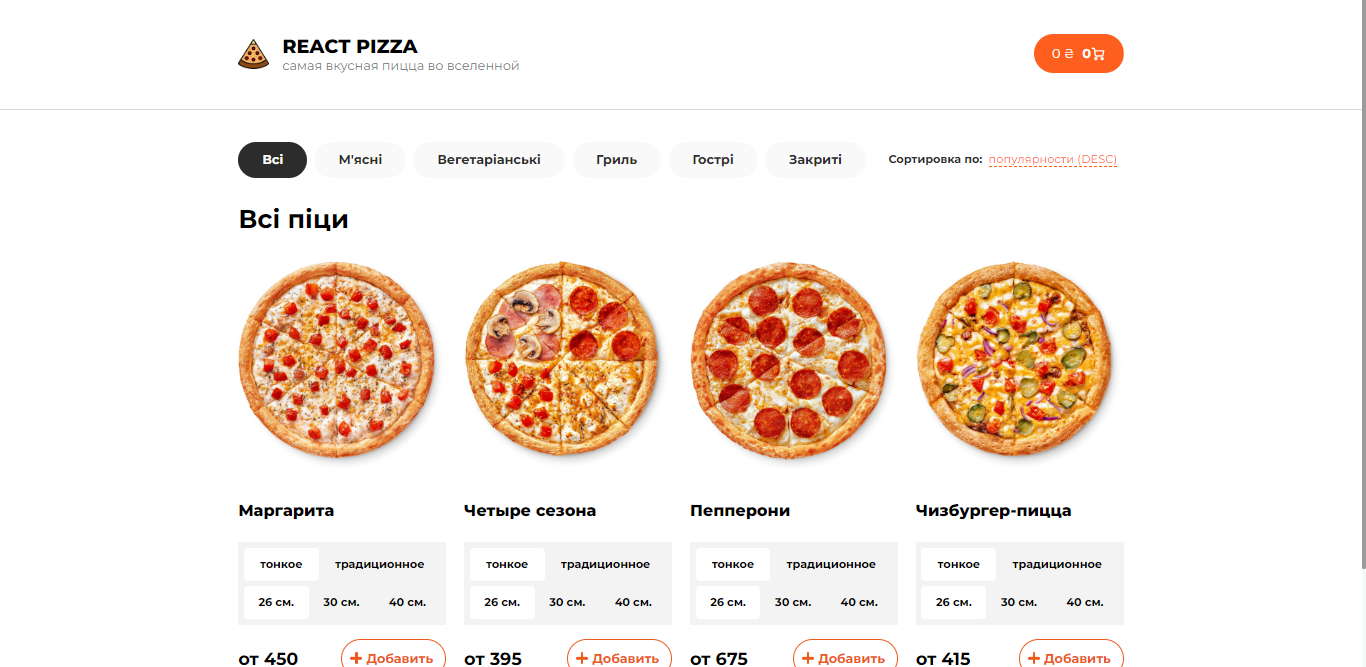 REACT PIZZA
самая вкусная пицца во вселенной
0 ₴ 0
Всі М'ясні Вегетаріанські Гриль Гострі Закриті Сортировка по: популярности (DESC)
Всі піци
Маргарита Четыре сезона Пепперони Чизбургер-пицца
тонкое традиционное тонкое традиционное тонкое традиционное тонкое традиционное
26 см. 30 см. 40 см. 26 см. 30 см. 40 см. 26 см. 30 см. 40 см. 26 см. 30 см. 40 см.
от 450 + Добавить от 395 + Добавить от 675 + Добавить от 415 + Добавить